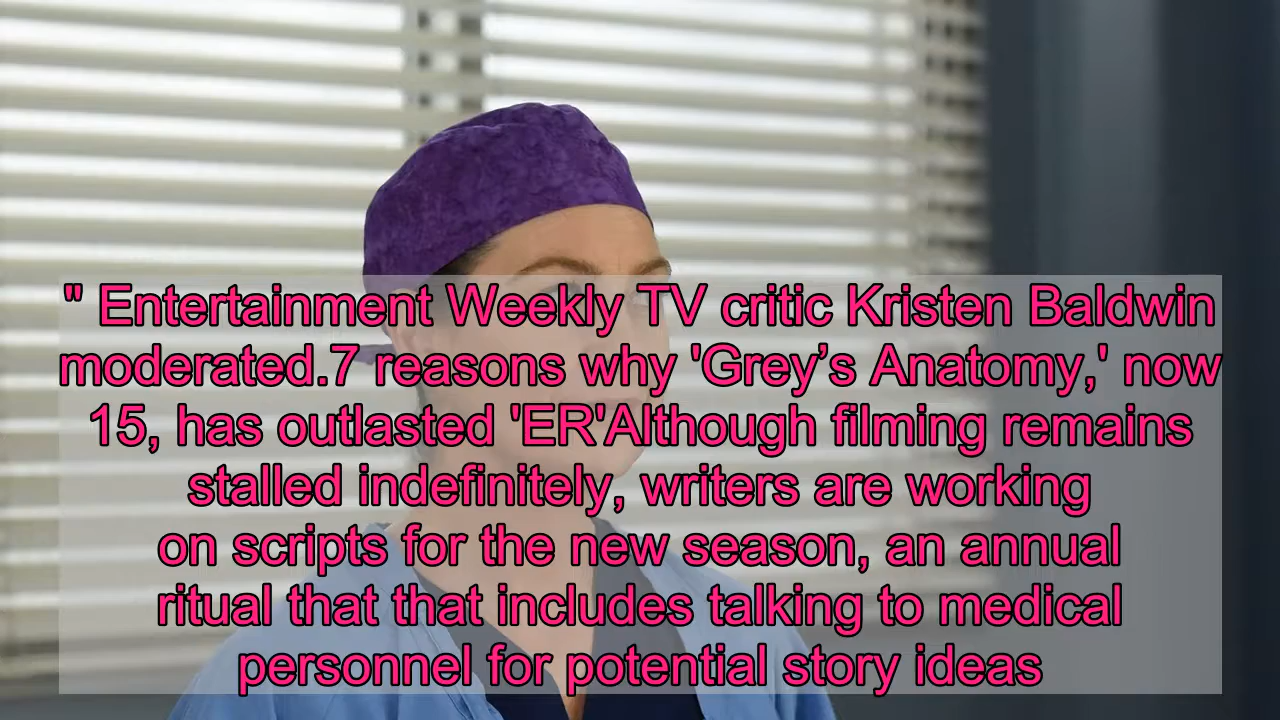 " Entertainment Weekly TV critic Kristen Baldwin
moderated.7 reasons why 'Grey’s Anatomy,' now
15, has outlasted 'ER'Although filming remains
stalled indefinitely, writers are working
on scripts for the new season, an annual
ritual that that includes talking to medical
personnel for potential story ideas